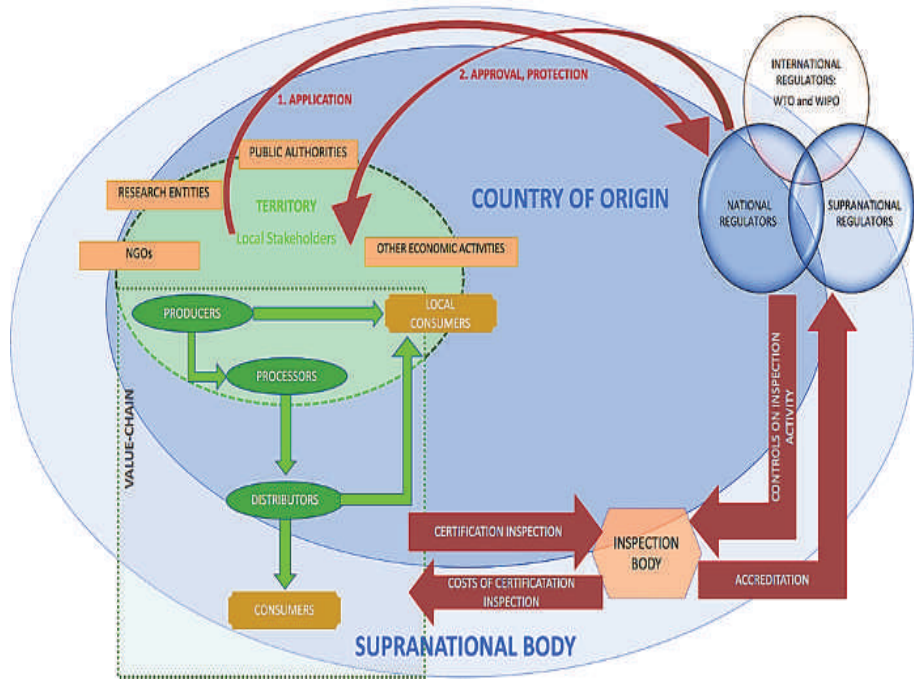 INTERNATIONAL
REGULATORS:
WTO and WIPO
2. APPROVAL, PROTECTION
1. APPLICATION
PUBLIC AUTHORITIES
RESEARCH ENTITIES
COUNTRY OF ORIGIN
NATIONAL
REGULATORS
SUPRANATIONAL
REGULATORS
TERRITORY
Local Stakeholders
NGOs
OTHER ECONOMIC ACTIVITIES
PRODUCERS
LOCAL
CONSUMERS
PROCESSORS
VALUE-CHAIN
CONTROLS ON INSPECTION
ACTIVITY
DISTRIBUTORS
CERTIFICATION INSPECTION
INSPECTION
BODY
COSTS OF CERTIFICATATION
INSPECTION
ACCREDITATION
CONSUMERS
SUPRANATIONAL BODY